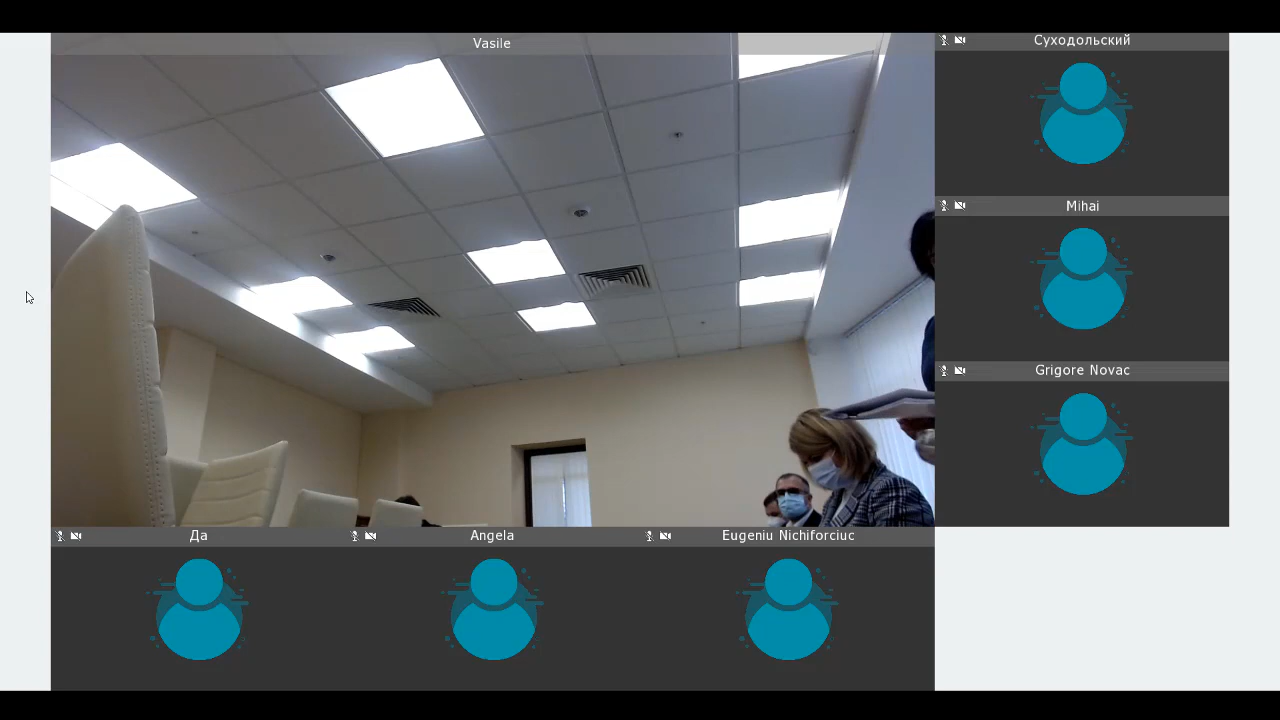 Vasile
Суходольский
Mihai
Grigore Novac
Да
Angela
Eugeniu Nichiforciuc